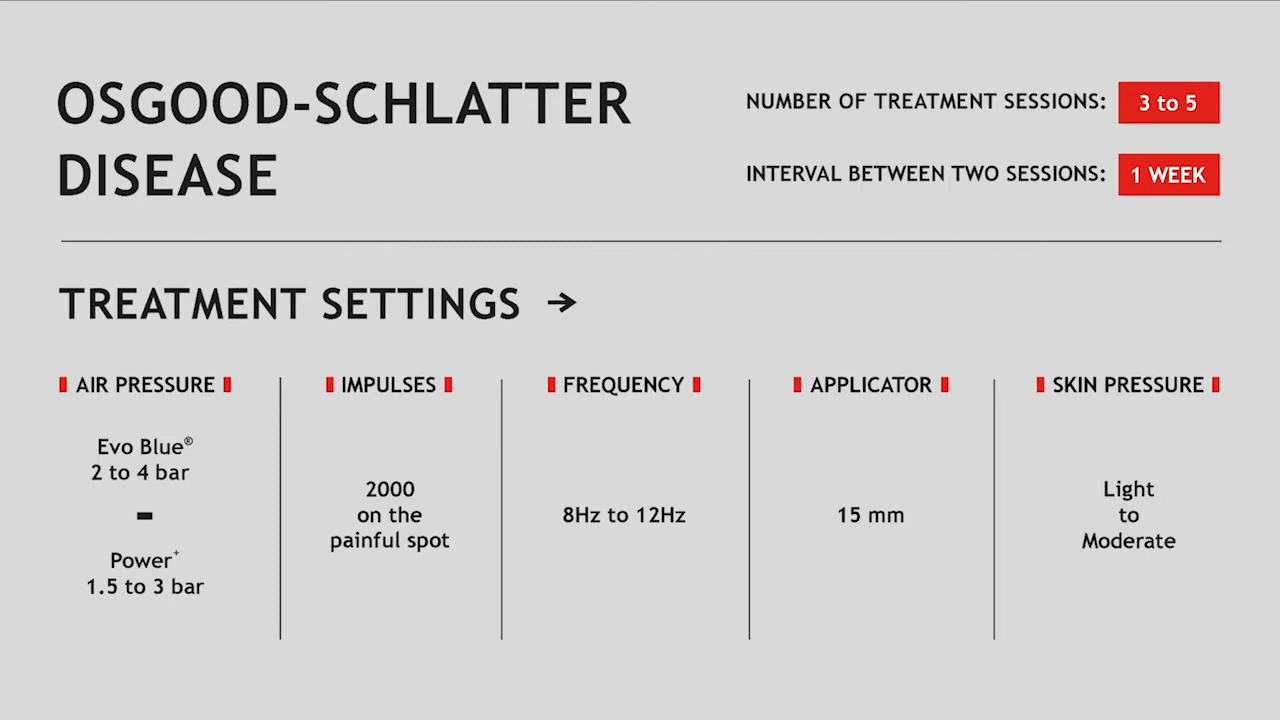 OSGOOD-SCHLATTER
DISEASE
NUMBER OF TREATMENT SESSIONS: 3 to 5
INTERVAL BETWEEN TWO SESSIONS: 1 WEEK
TREATMENT SETTINGS →
AIR PRESSURE
Evo Blue®
2 to 4 bar
-
Power⁺
1.5 to 3 bar
IMPULSES
2000
on the
painful spot
FREQUENCY
8Hz to 12Hz
APPLICATOR
15 mm
SKIN PRESSURE
Light
to
Moderate